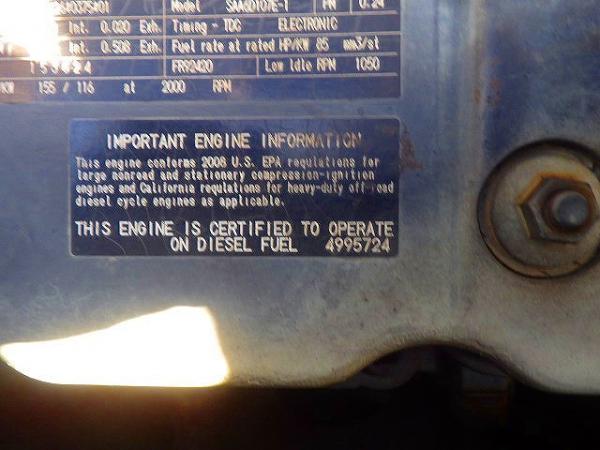 Model SAA6D107E-1 0.24
Timing - TDC ELECTRONIC
Int. 0.020 Exh. Fuel rate at rated HP/KW 85 mm3/st
Int. 0.508 Exh. FR92420 Low Idle RPM 1050
155 / 116 at 2000 RPM
IMPORTANT ENGINE INFORMATION
This engine conforms 2008 U.S. EPA regulations for
large nonroad and stationary compression-ignition
engines and California regulations for heavy-duty off-road
diesel cycle engines as applicable.
THIS ENGINE IS CERTIFIED TO OPERATE
ON DIESEL FUEL 4995724